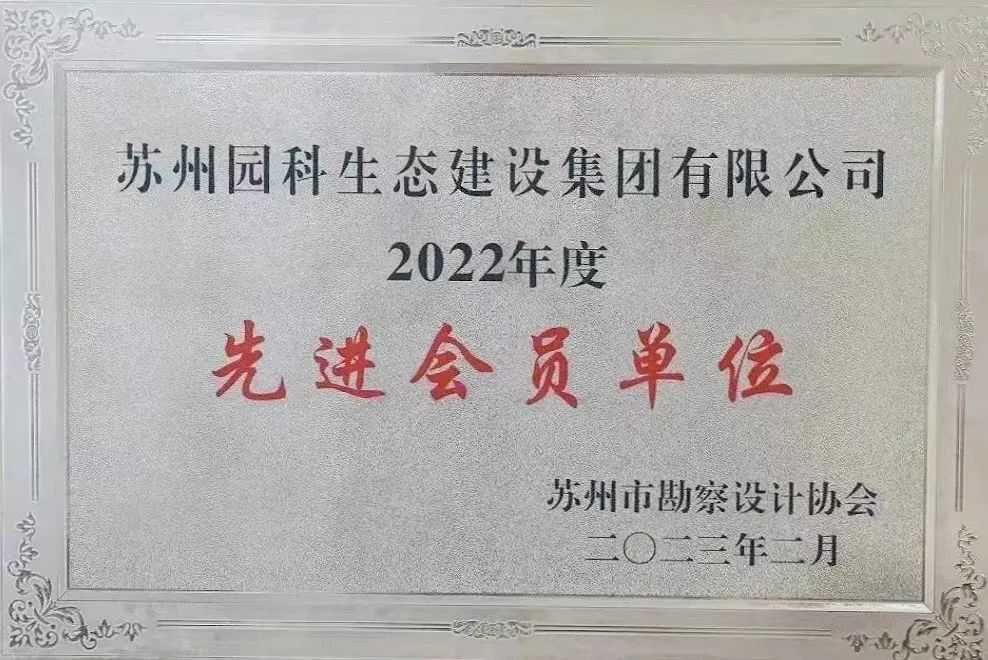 苏州园科生态建设集团有限公司
2022年度
先进会员单位
苏州市勘察设计协会
二〇二三年二月